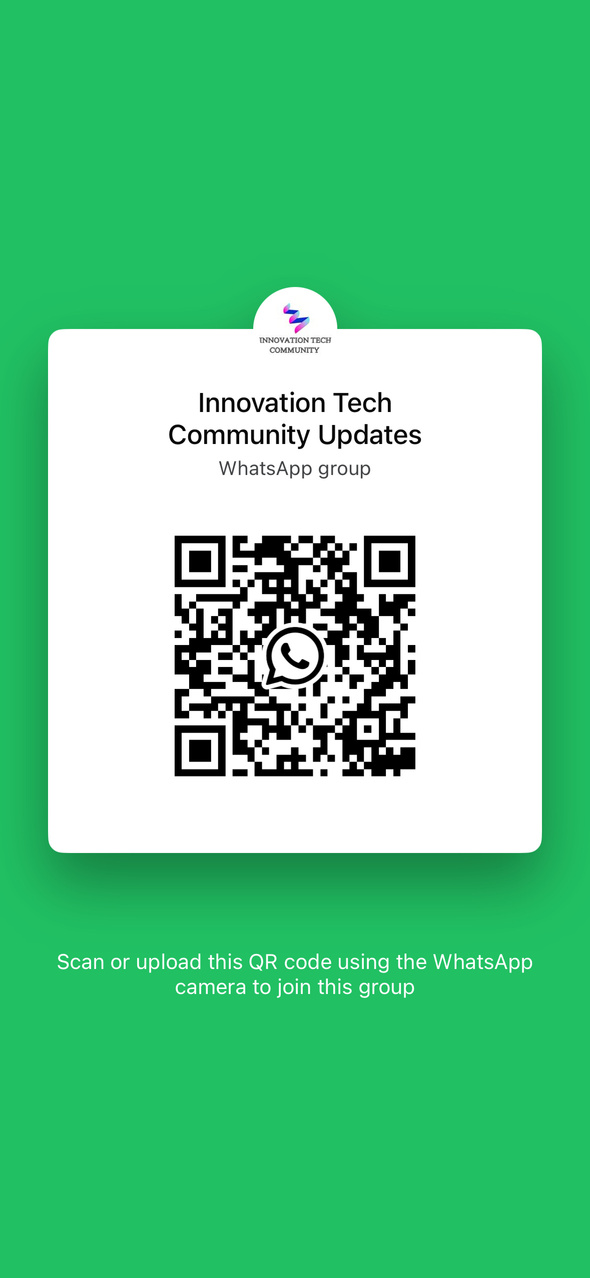 INNOVATION TECH
COMMUNITY
Innovation Tech
Community Updates
WhatsApp group
Scan or upload this QR code using the WhatsApp
camera to join this group